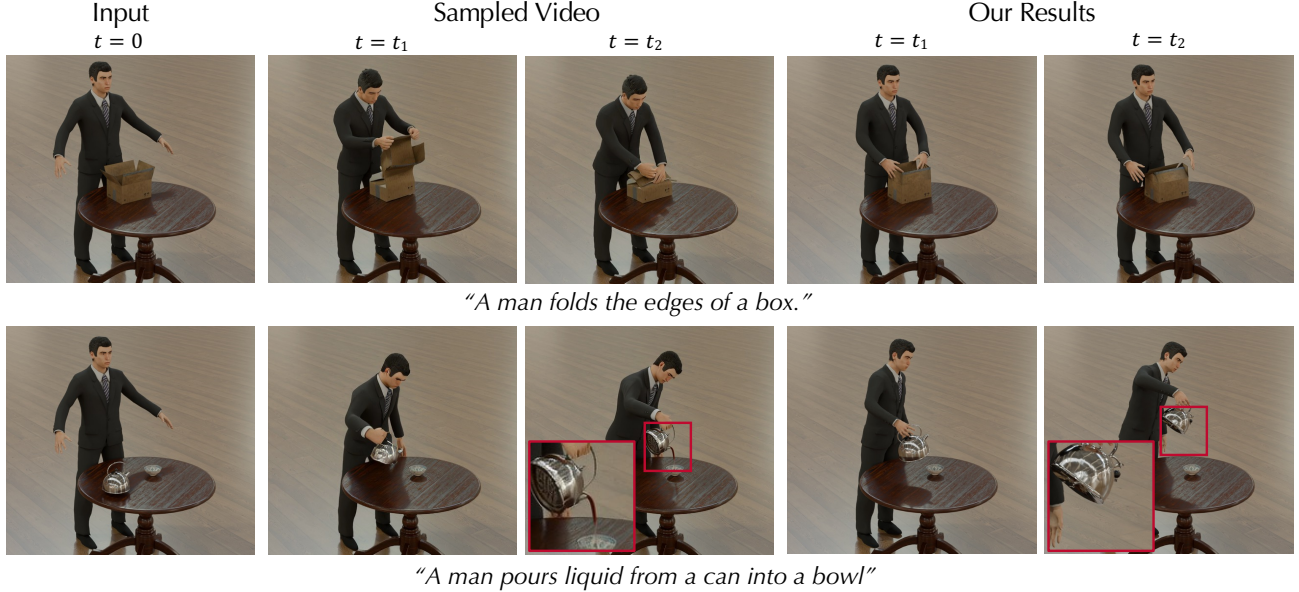 Input Sampled Video Our Results
t = 0 t = t₁ t = t₂ t = t₁ t = t₂
“A man folds the edges of a box.”
“A man pours liquid from a can into a bowl”